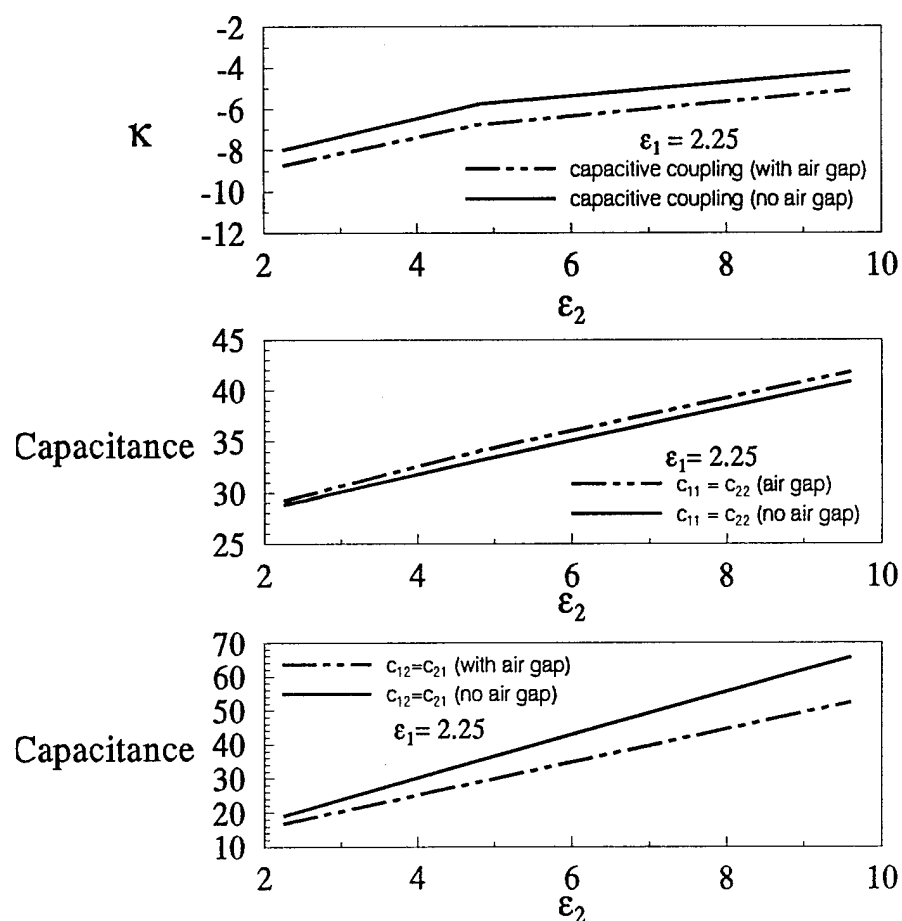 -2
-4
-6
-8
-10
-12
κ
ε₁ = 2.25
capacitive coupling (with air gap)
capacitive coupling (no air gap)
2 4 6 8 10
ε₂
45
40
35
30
25
Capacitance
ε₁= 2.25
c₁₁ = c₂₂ (air gap)
c₁₁ = c₂₂ (no air gap)
2 4 6 8 10
ε₂
70
60
50
40
30
20
10
Capacitance
c₁₂=c₂₁ (with air gap)
c₁₂=c₂₁ (no air gap)
ε₁= 2.25
2 4 6 8 10
ε₂